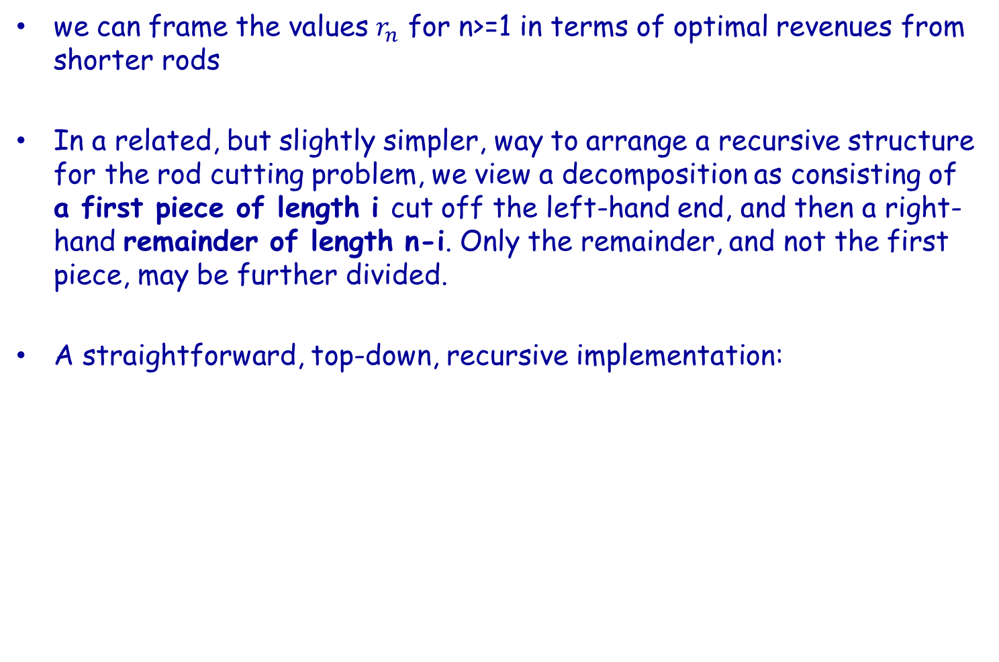 • we can frame the values rₙ for n>=1 in terms of optimal revenues from
shorter rods
• In a related, but slightly simpler, way to arrange a recursive structure
for the rod cutting problem, we view a decomposition as consisting of
a first piece of length i cut off the left-hand end, and then a right-
hand remainder of length n-i. Only the remainder, and not the first
piece, may be further divided.
• A straightforward, top-down, recursive implementation: